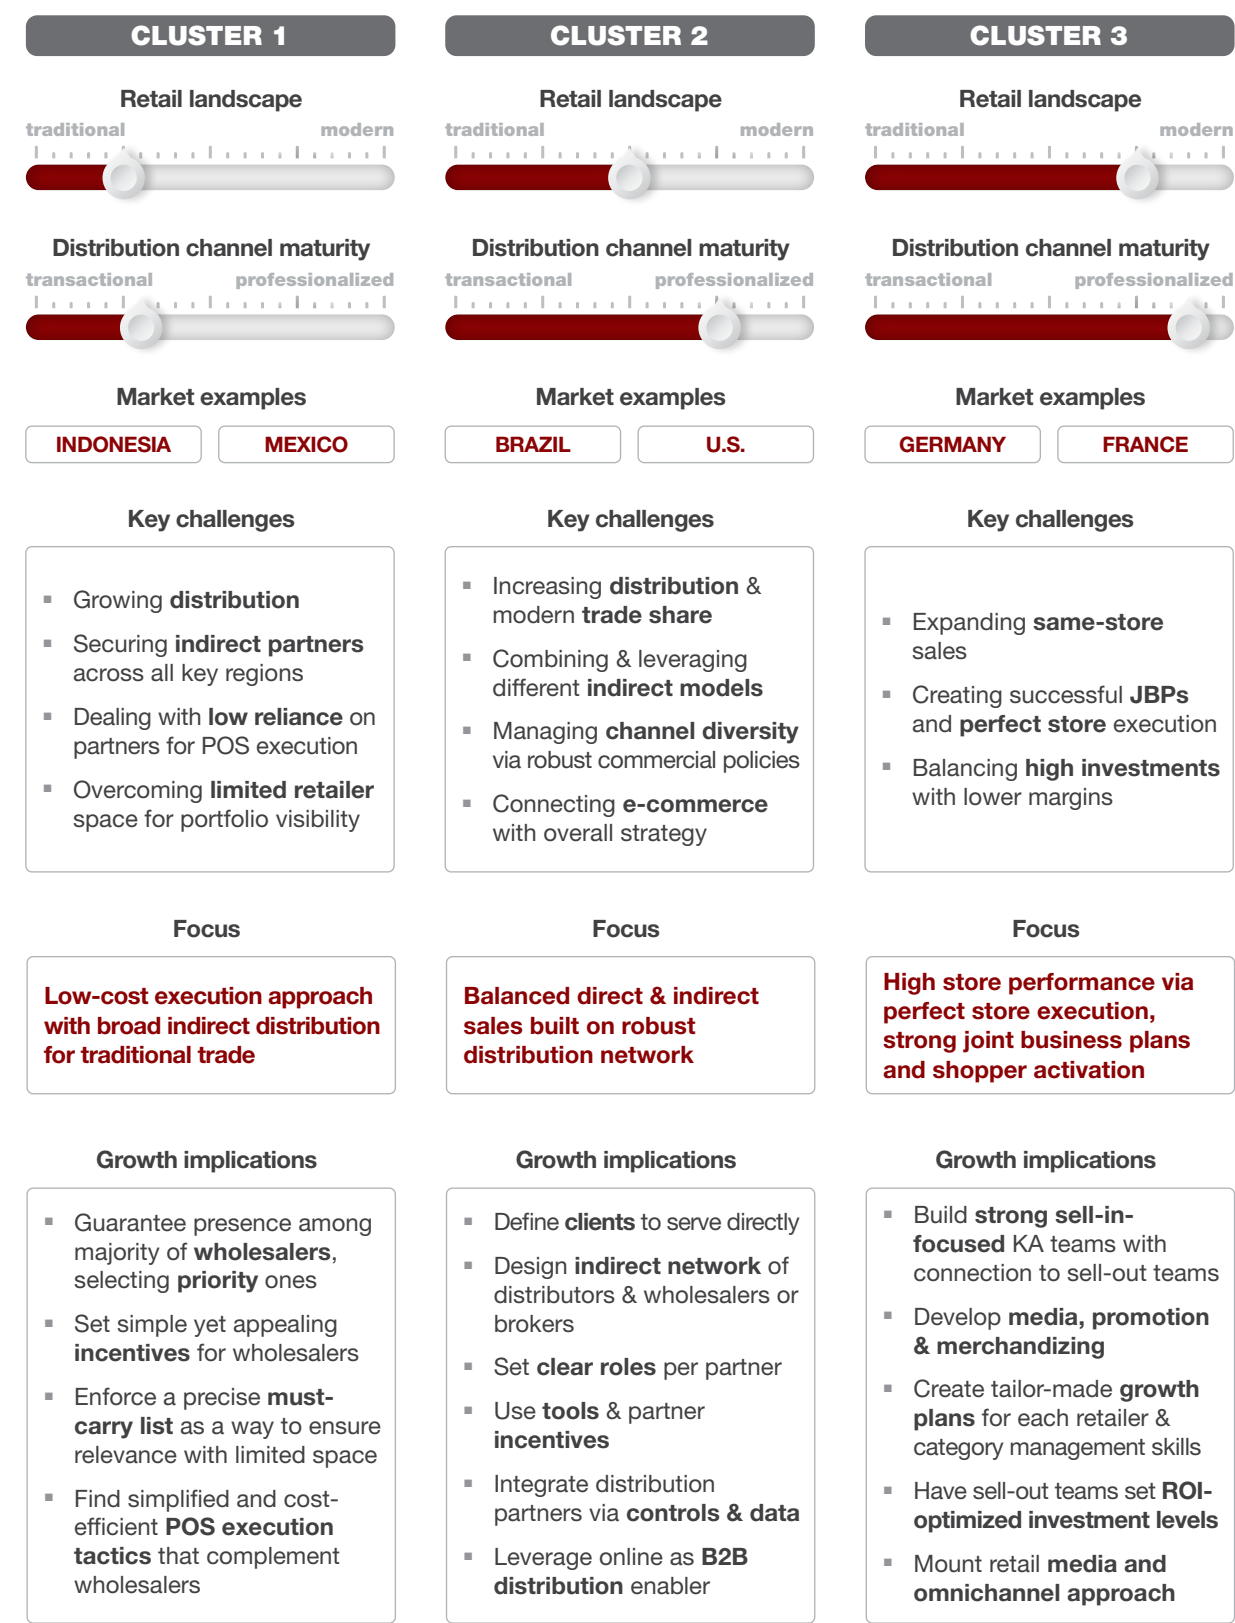 CLUSTER 1
Retail landscape
traditional modern
Distribution channel maturity
transactional professionalized
Market examples
INDONESIA MEXICO
Key challenges
Growing distribution
Securing indirect partners
across all key regions
Dealing with low reliance on
partners for POS execution
Overcoming limited retailer
space for portfolio visibility
Focus
Low-cost execution approach
with broad indirect distribution
for traditional trade
Growth implications
Guarantee presence among
majority of wholesalers,
selecting priority ones
Set simple yet appealing
incentives for wholesalers
Enforce a precise must-
carry list as a way to ensure
relevance with limited space
Find simplified and cost-
efficient POS execution
tactics that complement
wholesalers
CLUSTER 2
Retail landscape
traditional modern
Distribution channel maturity
transactional professionalized
Market examples
BRAZIL U.S.
Key challenges
Increasing distribution &
modern trade share
Combining & leveraging
different indirect models
Managing channel diversity
via robust commercial policies
Connecting e-commerce
with overall strategy
Focus
Balanced direct & indirect
sales built on robust
distribution network
Growth implications
Define clients to serve directly
Design indirect network of
distributors & wholesalers or
brokers
Set clear roles per partner
Use tools & partner
incentives
Integrate distribution
partners via controls & data
Leverage online as B2B
distribution enabler
CLUSTER 3
Retail landscape
traditional modern
Distribution channel maturity
transactional professionalized
Market examples
GERMANY FRANCE
Key challenges
Expanding same-store
sales
Creating successful JBPs
and perfect store execution
Balancing high investments
with lower margins
Focus
High store performance via
perfect store execution,
strong joint business plans
and shopper activation
Growth implications
Build strong sell-in-
focused KA teams with
connection to sell-out teams
Develop media, promotion
& merchandizing
Create tailor-made growth
plans for each retailer &
category management skills
Have sell-out teams set ROI-
optimized investment levels
Mount retail media and
omnichannel approach